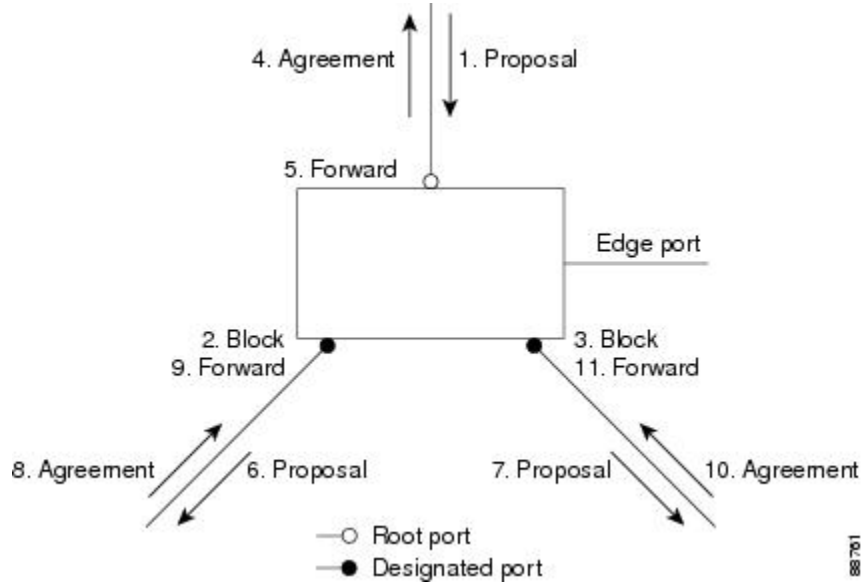 4. Agreement
1. Proposal
5. Forward
Edge port
2. Block
9. Forward
3. Block
11. Forward
8. Agreement
6. Proposal
7. Proposal
10. Agreement
Root port
Designated port
88761